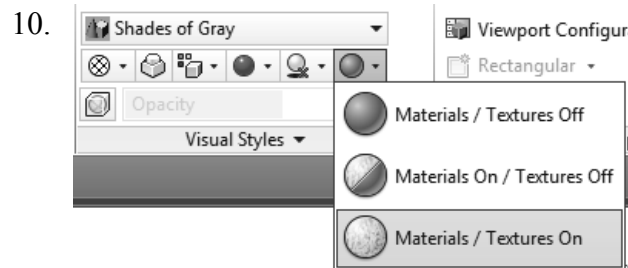 10.
Shades of Gray
Viewport Configur
Rectangular
Opacity
Visual Styles
Materials / Textures Off
Materials On / Textures Off
Materials / Textures On